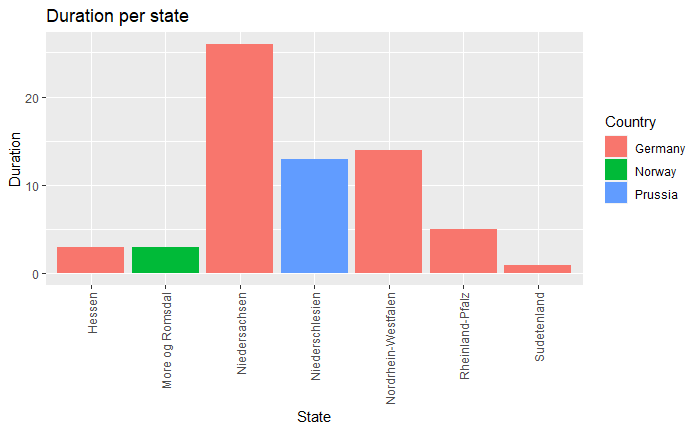 Duration per state
Duration
20
10
0
Hessen
More og Romsdal
Niedersachsen
Niederschlesien
Nordrhein-Westfalen
Rheinland-Pfalz
Sudetenland
State
Country
Germany
Norway
Prussia